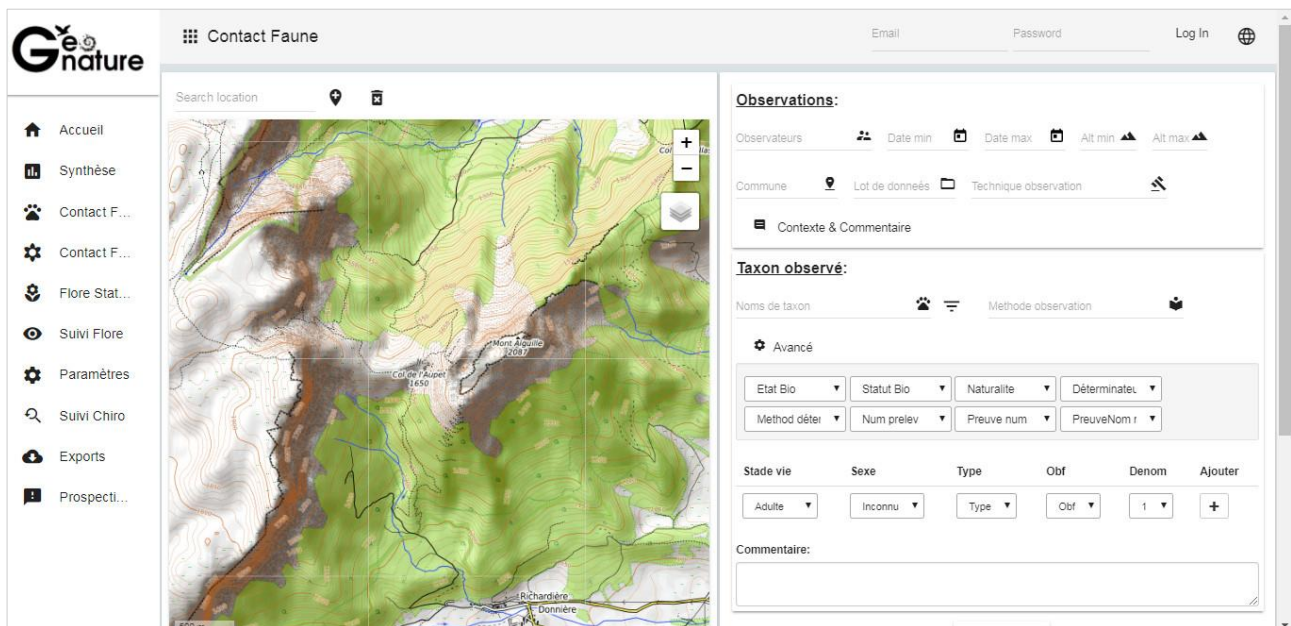 Géonature
Contact Faune
Email
Password
Log In
Accueil
Synthèse
Contact F...
Contact F...
Flore Stat...
Suivi Flore
Paramètres
Suivi Chiro
Exports
Prospecti...
Search location
+
−
Mont Aiguille
2087
Col de l'Aupet
1650
Richardière
Donnière
Observations:
Observateurs
Date min
Date max
Alt min
Alt max
Commune
Lot de donneés
Technique observation
Contexte & Commentaire
Taxon observé:
Noms de taxon
Methode observation
Avancé
Etat Bio
Statut Bio
Naturalite
Déterminateu
Method déter
Num prelev
Preuve num
PreuveNom r
Stade vie Sexe Type Obf Denom Ajouter
Adulte Inconnu Type Obf 1 +
Commentaire: